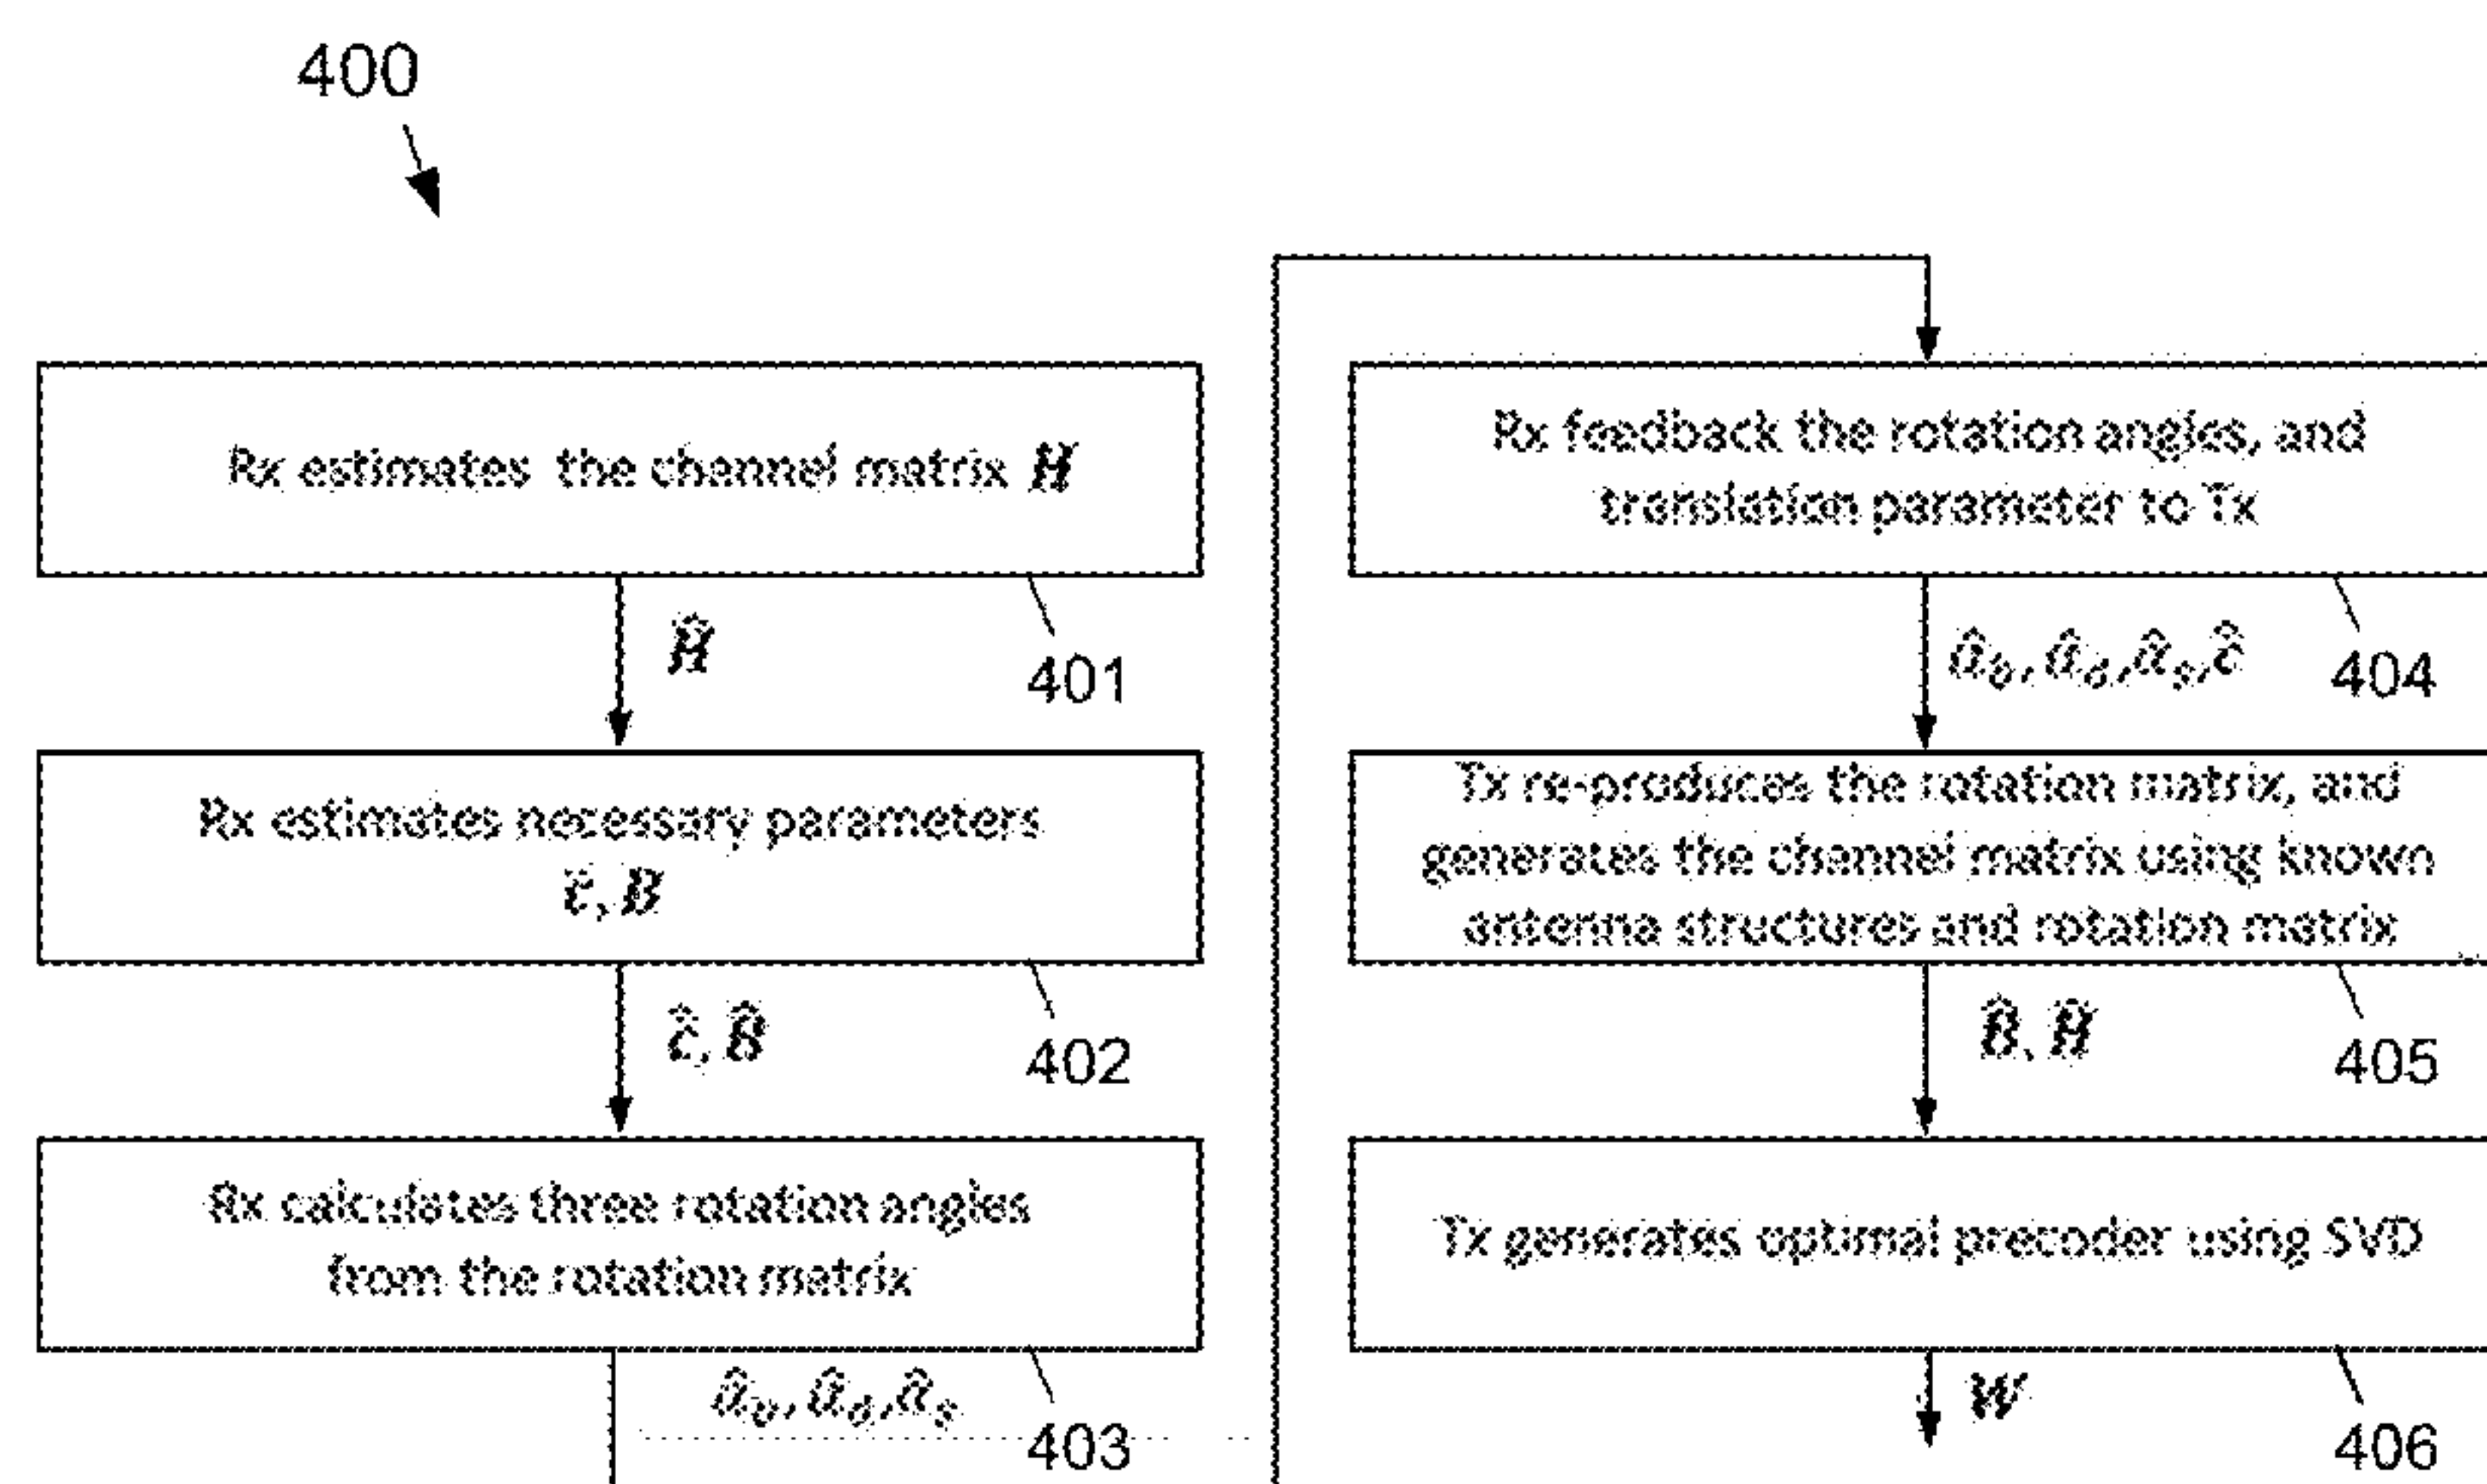 400
Rx estimates the channel matrix H
Ĥ
401
Rx estimates necessary parameters
c̈, B
ĉ, B̂
402
Rx calculates three rotation angles
from the rotation matrix
403
Rx feedback the rotation angles, and
translation parameter to Tx
404
Tx re-produces the rotation matrix, and
generates the channel matrix using known
antenna structures and rotation matrix
B̂, Ĥ
405
Tx generates optimal precoder using SVD
W
406